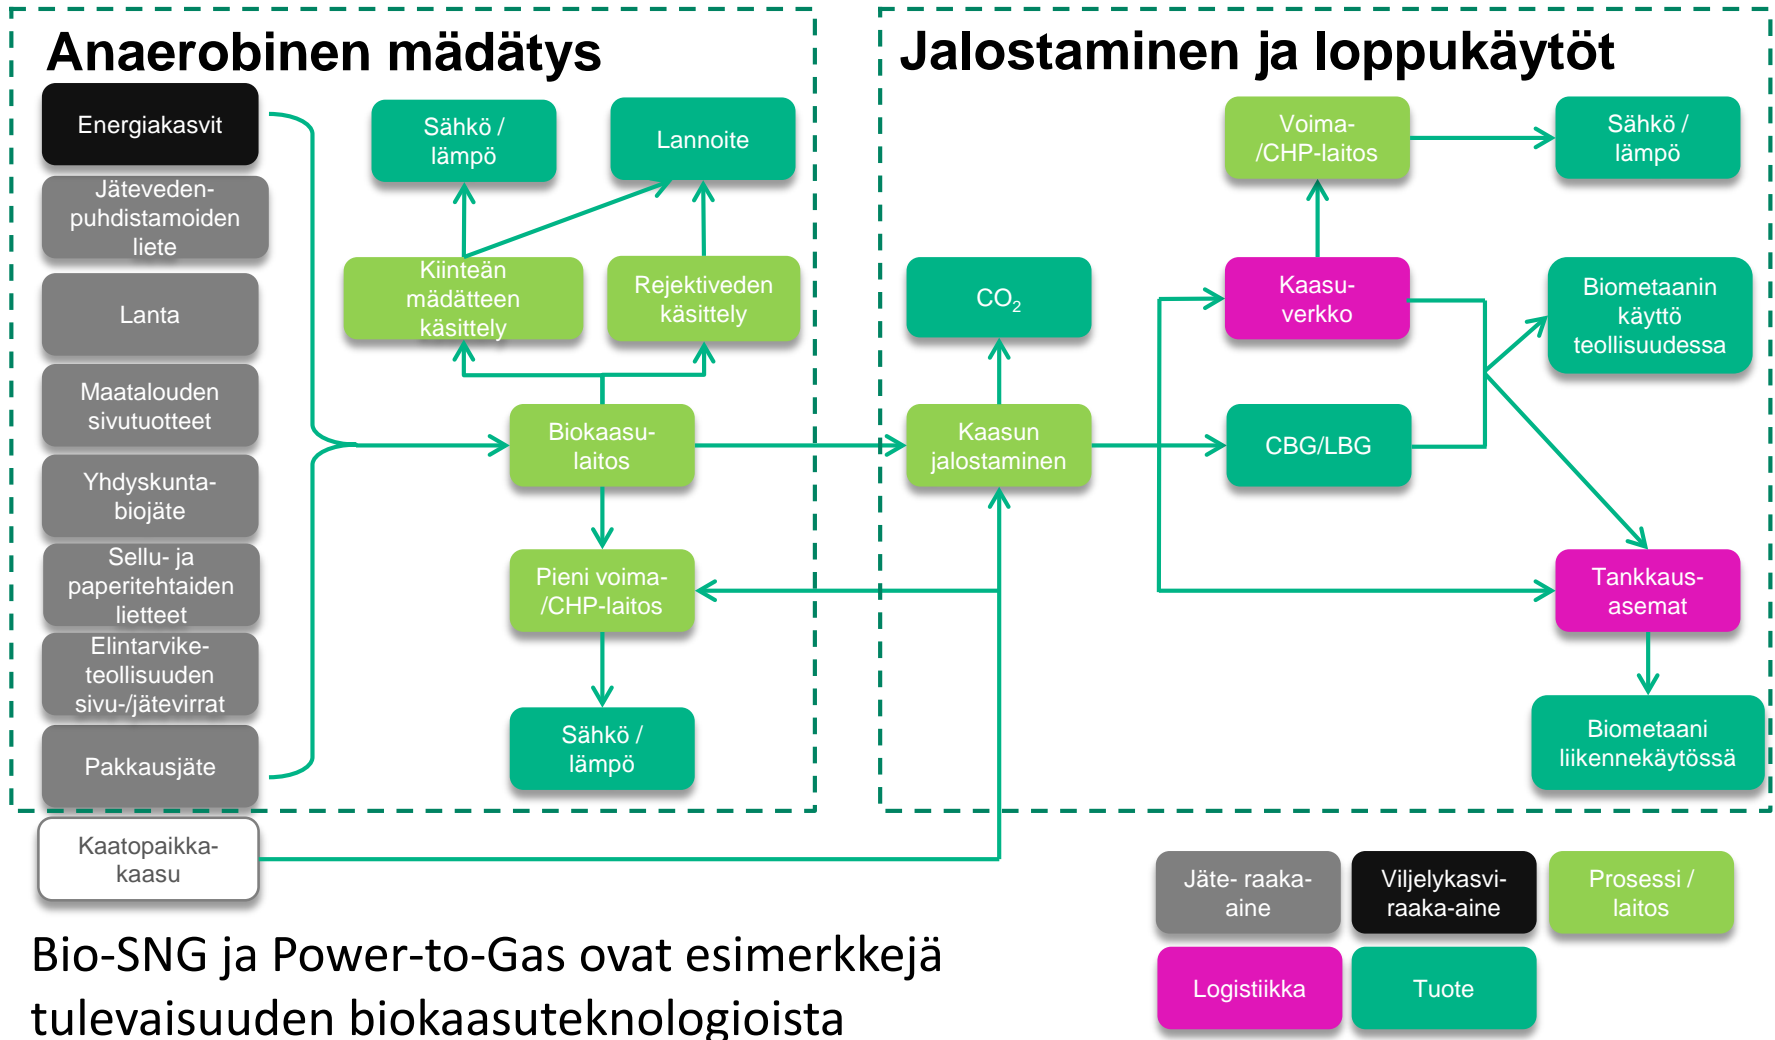 Anaerobinen mädätys
Energiakasvit
Jäteveden-
puhdistamoiden
liete
Lanta
Maatalouden
sivutuotteet
Yhdyskunta-
biojäte
Sellu- ja
paperitehtaiden
lietteet
Elintarvike-
teollisuuden
sivu-/jätevirrat
Pakkausjäte
Kaatopaikka-
kaasu
Sähkö /
lämpö
Lannoite
Kiinteän
mädätteen
käsittely
Rejektiveden
käsittely
Biokaasu-
laitos
Pieni voima-
/CHP-laitos
Sähkö /
lämpö
Jalostaminen ja loppukäytöt
CO₂
Kaasun
jalostaminen
Voima-
/CHP-laitos
Sähkö /
lämpö
Kaasu-
verkko
Biometaanin
käyttö
teollisuudessa
CBG/LBG
Tankkaus-
asemat
Biometaani
liikennekäytössä
Jäte- raaka-
aine
Viljelykasvi-
raaka-aine
Prosessi /
laitos
Logistiikka
Tuote
Bio-SNG ja Power-to-Gas ovat esimerkkejä
tulevaisuuden biokaasuteknologioista